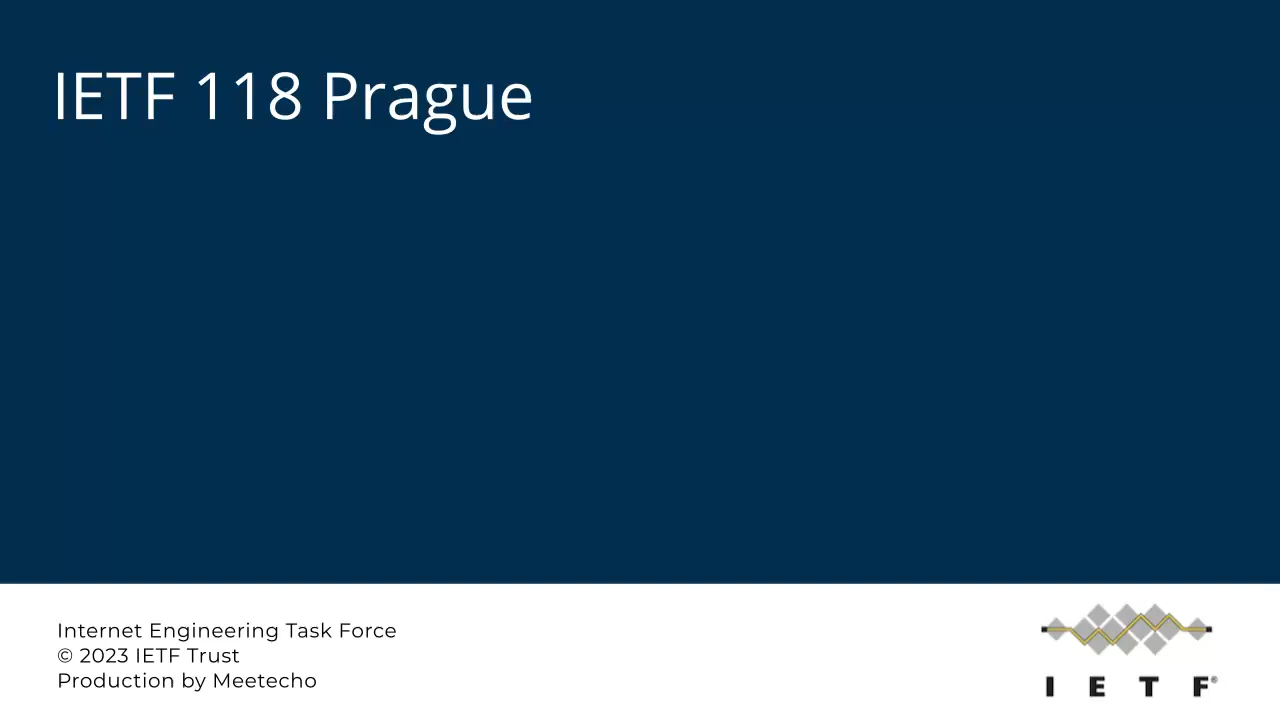 IETF 118 Prague
Internet Engineering Task Force
© 2023 IETF Trust
Production by Meetecho
I E T F®